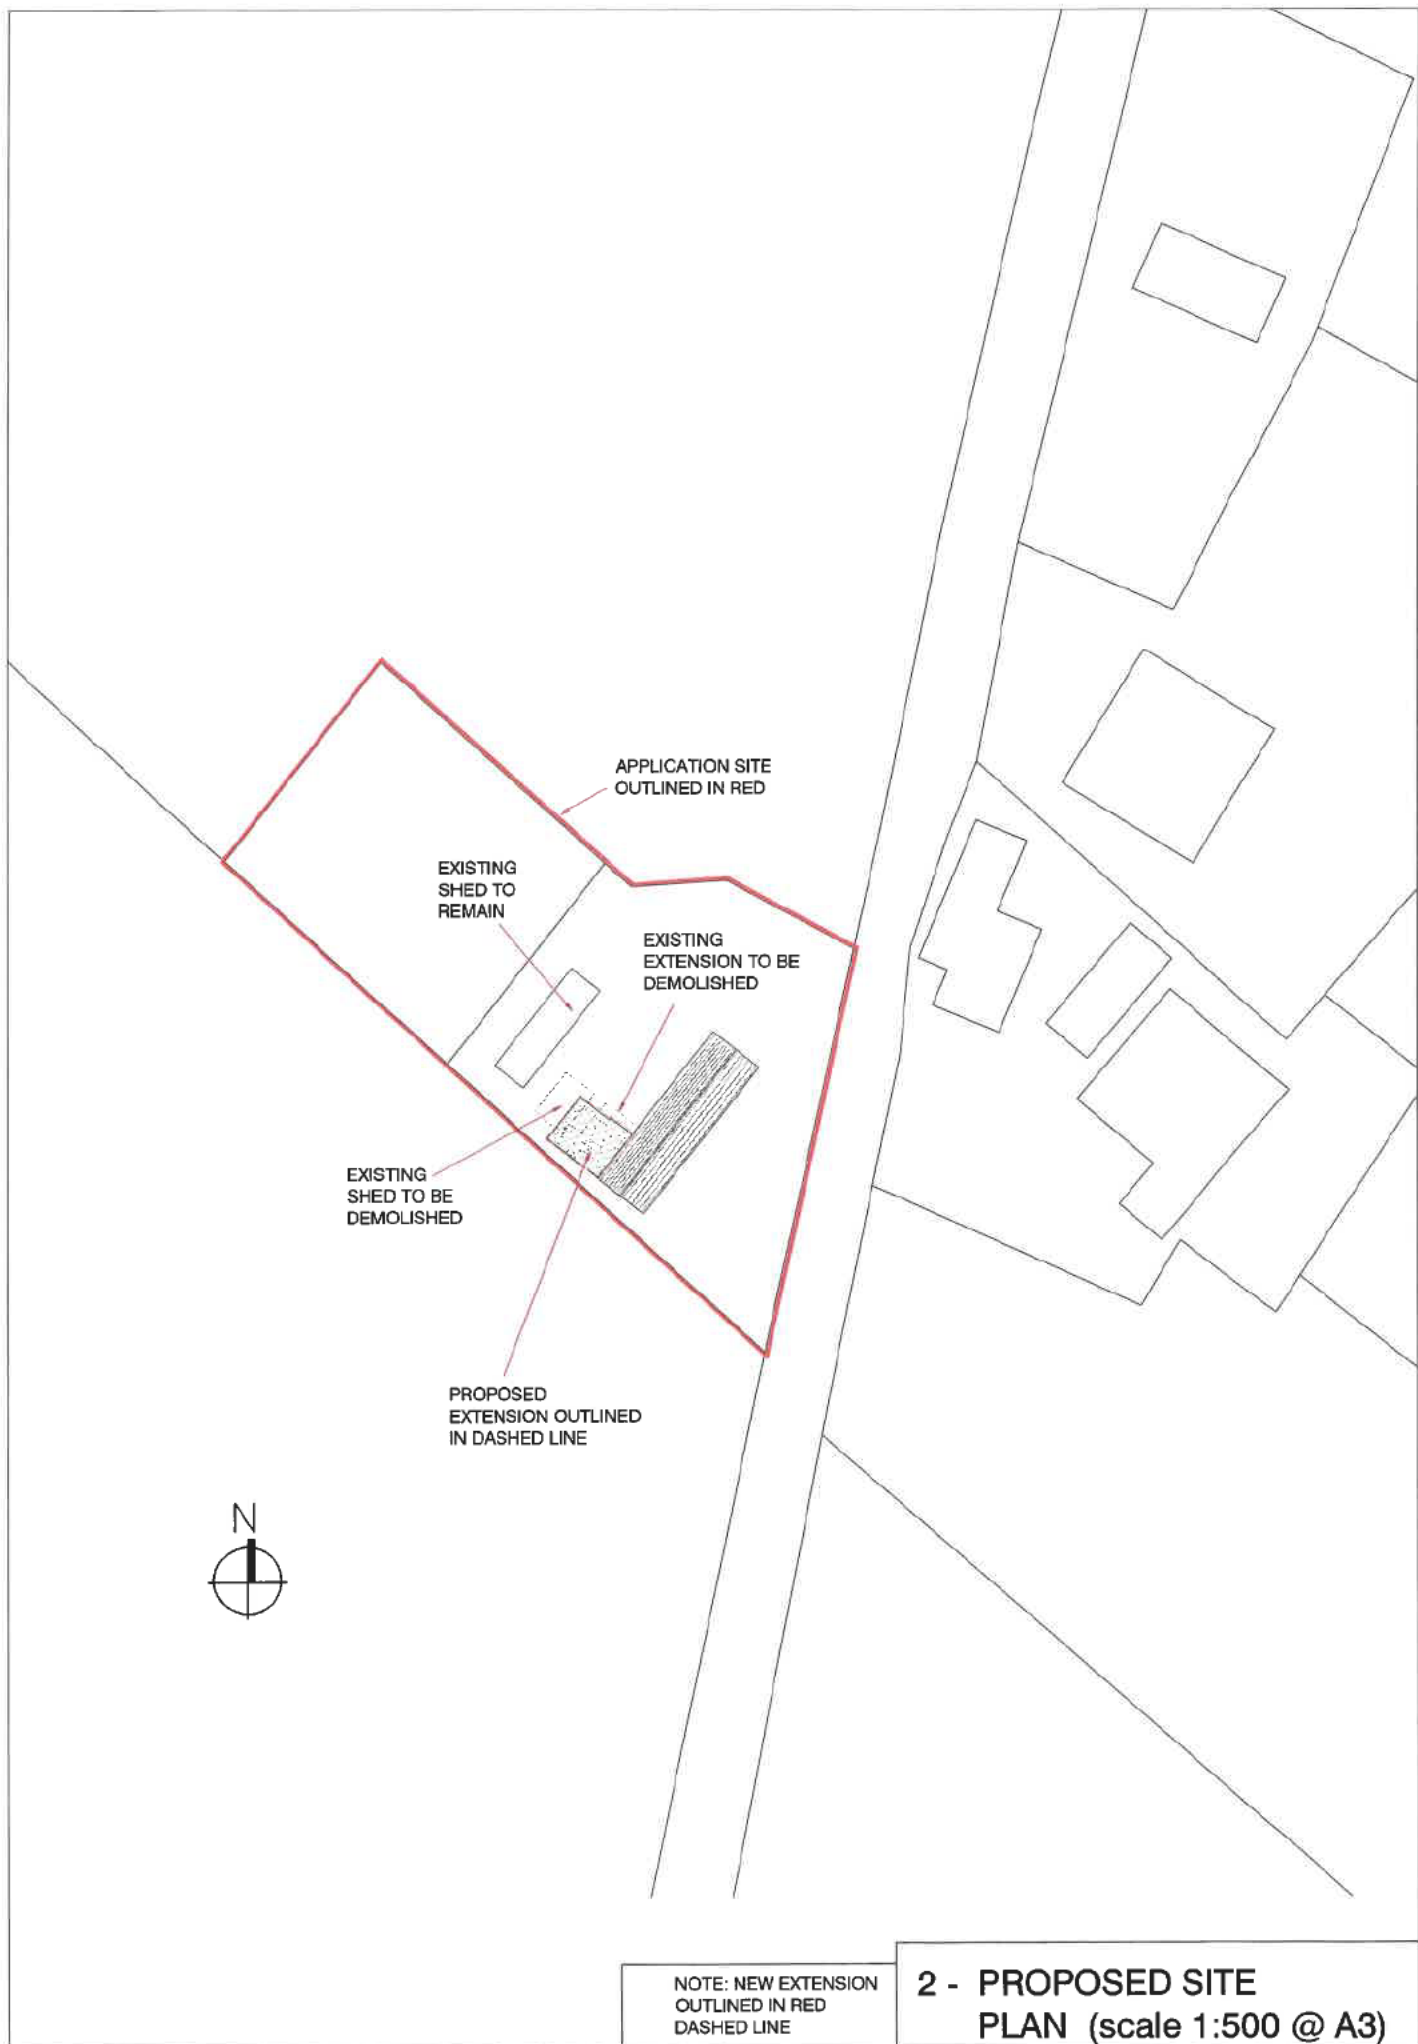 APPLICATION SITE
OUTLINED IN RED
EXISTING
SHED TO
REMAIN
EXISTING
EXTENSION TO BE
DEMOLISHED
EXISTING
SHED TO BE
DEMOLISHED
PROPOSED
EXTENSION OUTLINED
IN DASHED LINE
N
NOTE: NEW EXTENSION
OUTLINED IN RED
DASHED LINE
2 - PROPOSED SITE
PLAN (scale 1:500 @ A3)